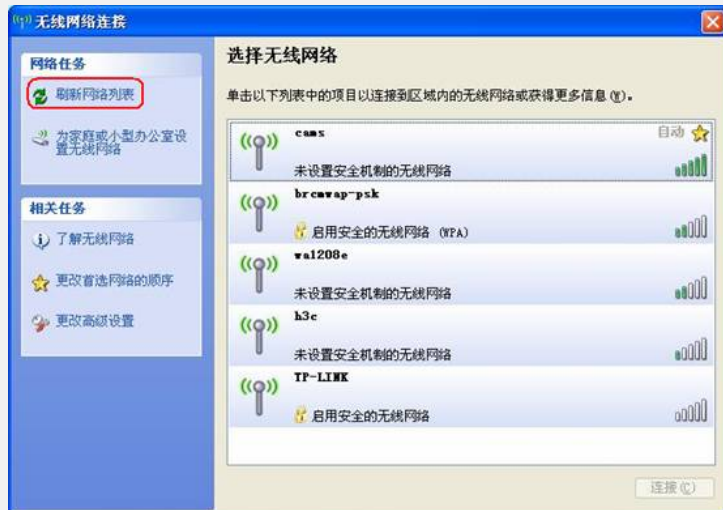 无线网络连接
网络任务
刷新网络列表
为家庭或小型办公室设
置无线网络
相关任务
了解无线网络
更改首选网络的顺序
更改高级设置
选择无线网络
单击以下列表中的项目以连接到区域内的无线网络或获得更多信息(W)。
cams
自动
未设置安全机制的无线网络
brcmwap-psk
启用安全的无线网络 (WPA)
wa1208e
未设置安全机制的无线网络
h3c
未设置安全机制的无线网络
TP-LINK
启用安全的无线网络
连接(C)